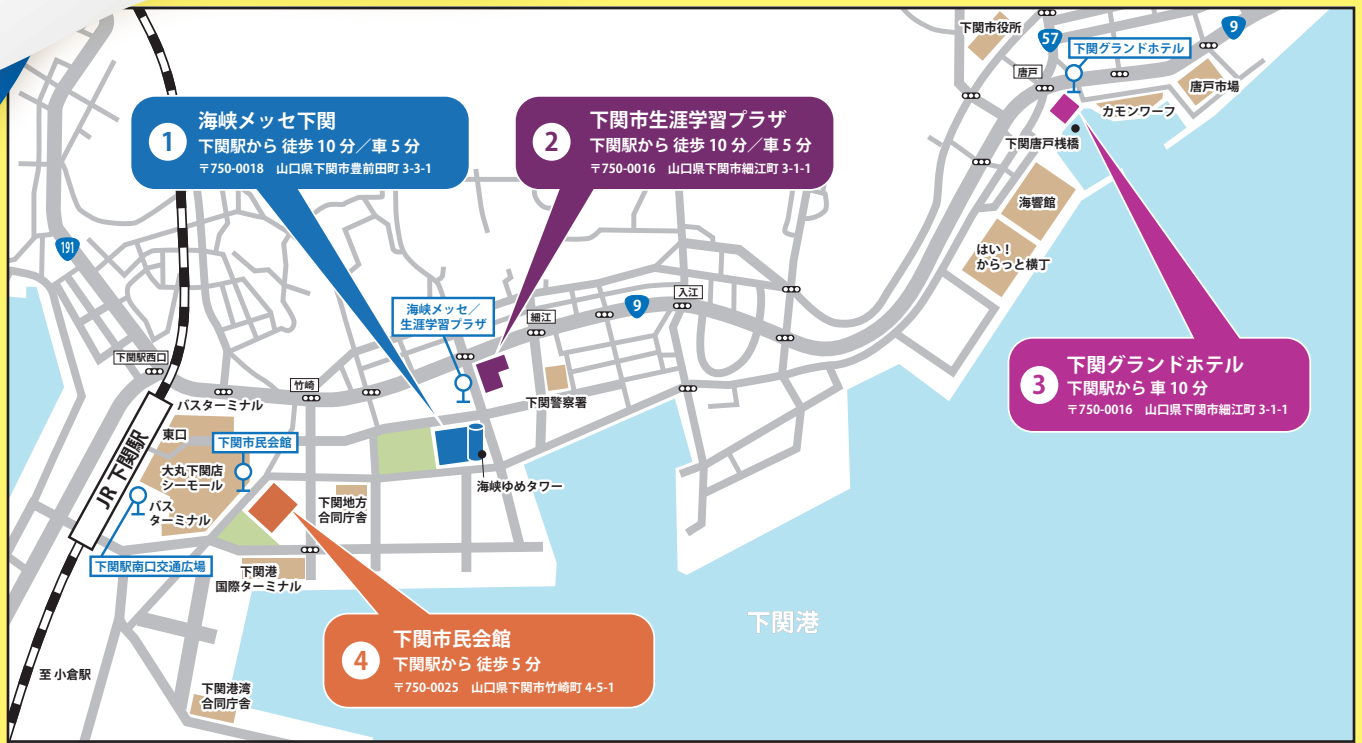 下関市役所
57
9
下関グランドホテル
唐戸
唐戸市場
カモンワーフ
下関唐戸桟橋
海響館
はい！
からっと横丁
1
海峡メッセ下関
下関駅から 徒歩 10 分／車 5 分
〒750-0018 山口県下関市豊前田町 3-3-1
2
下関市生涯学習プラザ
下関駅から 徒歩 10 分／車 5 分
〒750-0016 山口県下関市細江町 3-1-1
191
海峡メッセ／
生涯学習プラザ
細江
9
入江
下関駅西口
竹崎
3
下関グランドホテル
下関駅から 車 10 分
〒750-0016 山口県下関市細江町 3-1-1
バスターミナル
東口
下関市民会館
下関警察署
JR 下関駅
大丸下関店
シーモール
バス
ターミナル
下関地方
合同庁舎
海峡ゆめタワー
下関駅南口交通広場
下関港
国際ターミナル
下関港
4
下関市民会館
下関駅から 徒歩 5 分
〒750-0025 山口県下関市竹崎町 4-5-1
至 小倉駅
下関港湾
合同庁舎